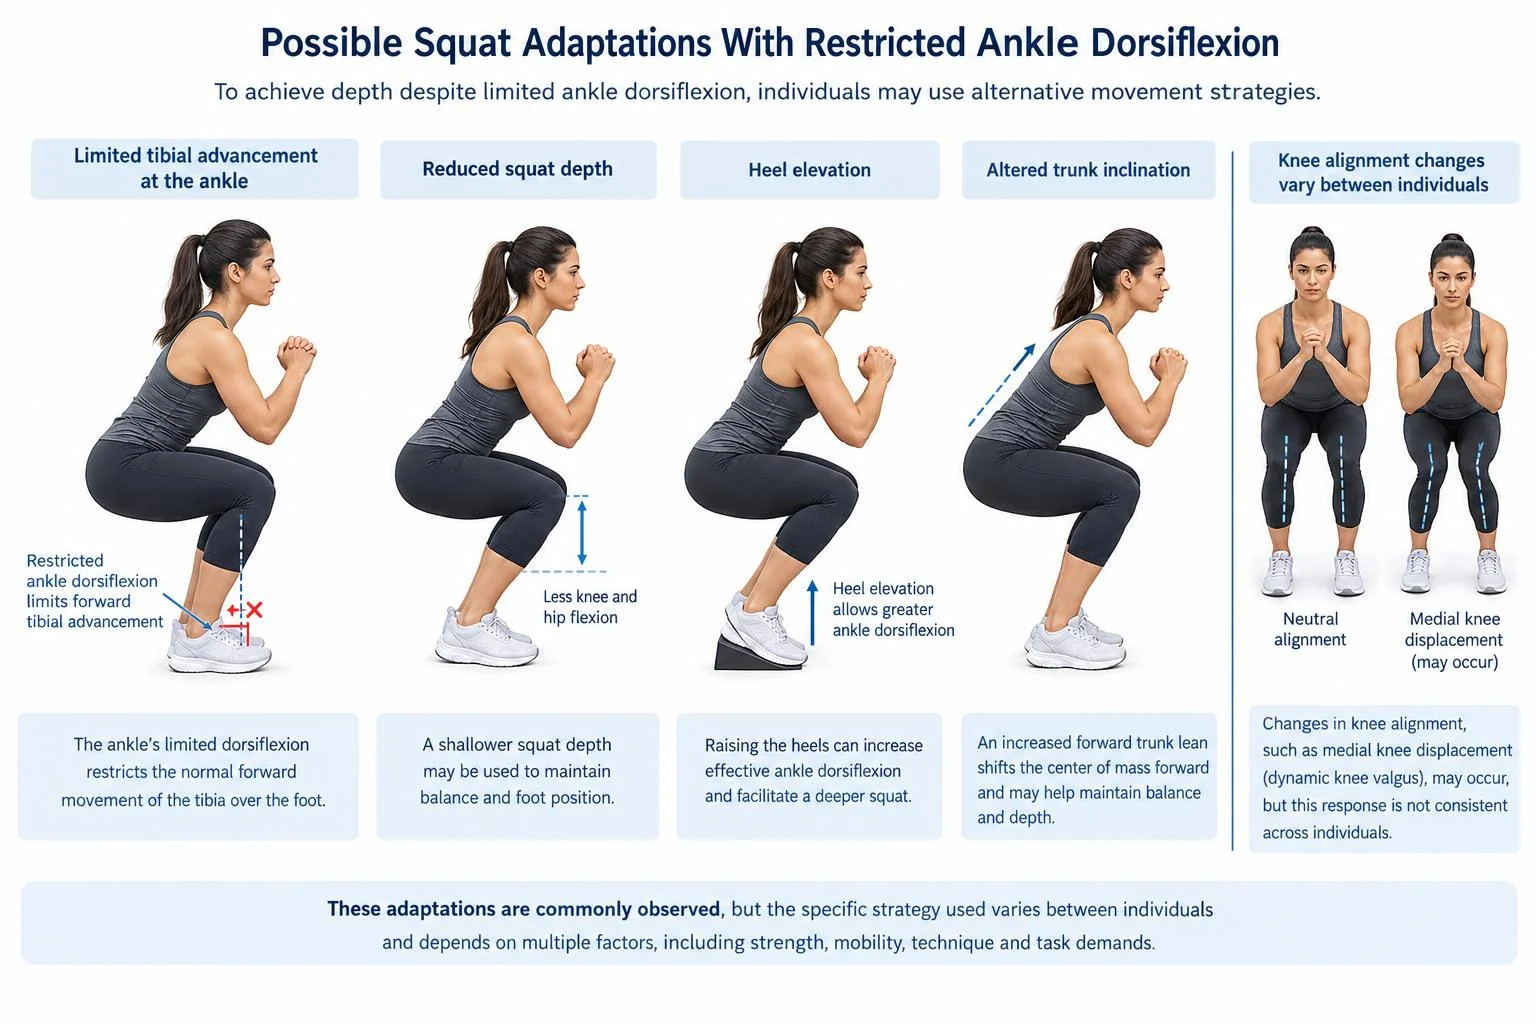 Possible Squat Adaptations With Restricted Ankle Dorsiflexion
To achieve depth despite limited ankle dorsiflexion, individuals may use alternative movement strategies.
Limited tibial advancement
at the ankle
Restricted
ankle dorsiflexion
limits forward
tibial advancement
The ankle's limited dorsiflexion
restricts the normal forward
movement of the tibia over the foot.
Reduced squat depth
Less knee and
hip flexion
A shallower squat depth
may be used to maintain
balance and foot position.
Heel elevation
Heel elevation
allows greater
ankle dorsiflexion
Raising the heels can increase
effective ankle dorsiflexion
and facilitate a deeper squat.
Altered trunk inclination
An increased forward trunk lean
shifts the center of mass forward
and may help maintain balance
and depth.
Knee alignment changes
vary between individuals
Neutral
alignment
Medial knee
displacement
(may occur)
Changes in knee alignment,
such as medial knee displacement
(dynamic knee valgus), may occur,
but this response is not consistent
across individuals.
These adaptations are commonly observed, but the specific strategy used varies between individuals
and depends on multiple factors, including strength, mobility, technique and task demands.